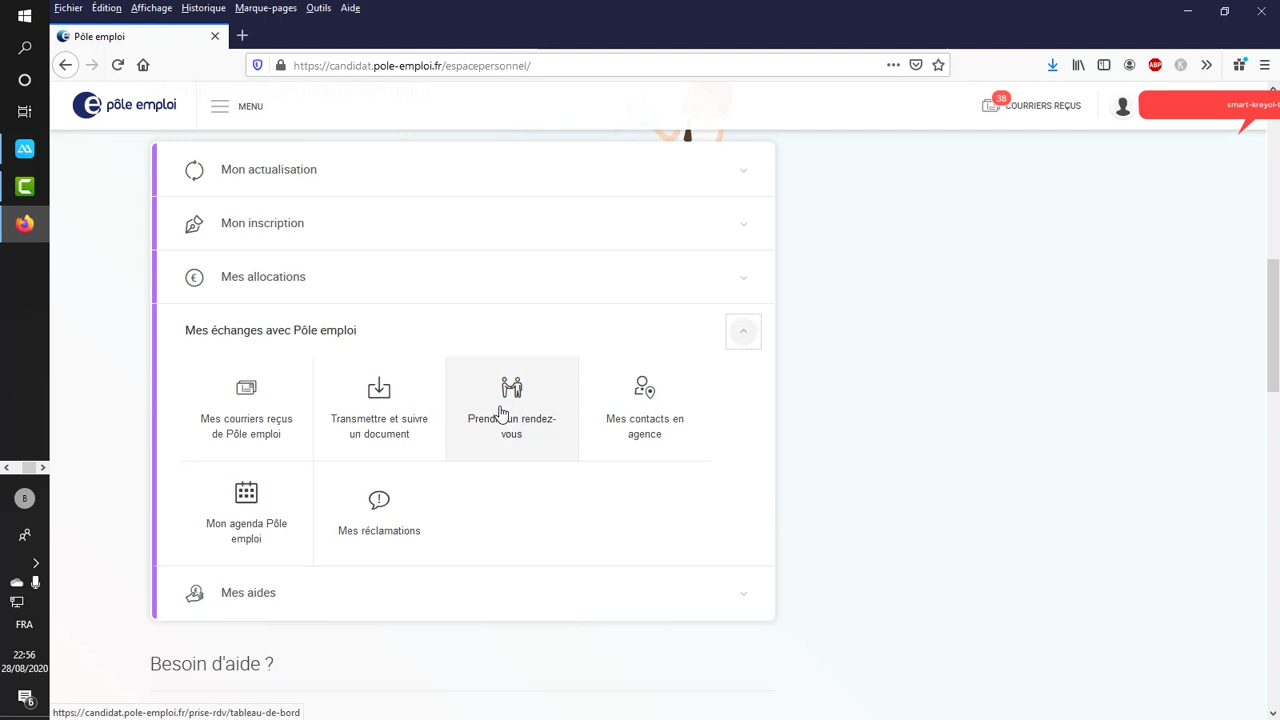 Fichier Édition Affichage Historique Marque-pages Outils Aide
Pôle emploi
https://candidat.pole-emploi.fr/espacepersonnel/
ABP
K
pôle emploi
MENU
38
COURRIERS REÇUS
smart-kreyol-t
Mon actualisation
Mon inscription
Mes allocations
Mes échanges avec Pôle emploi
Mes courriers reçus
de Pôle emploi
Transmettre et suivre
un document
un rendez-
vous
Mes contacts en
agence
Mon agenda Pôle
emploi
Mes réclamations
Mes aides
Besoin d'aide ?
https://candidat.pole-emploi.fr/prise-rdv/tableau-de-bord
B
FRA
22:56
28/08/2020
6